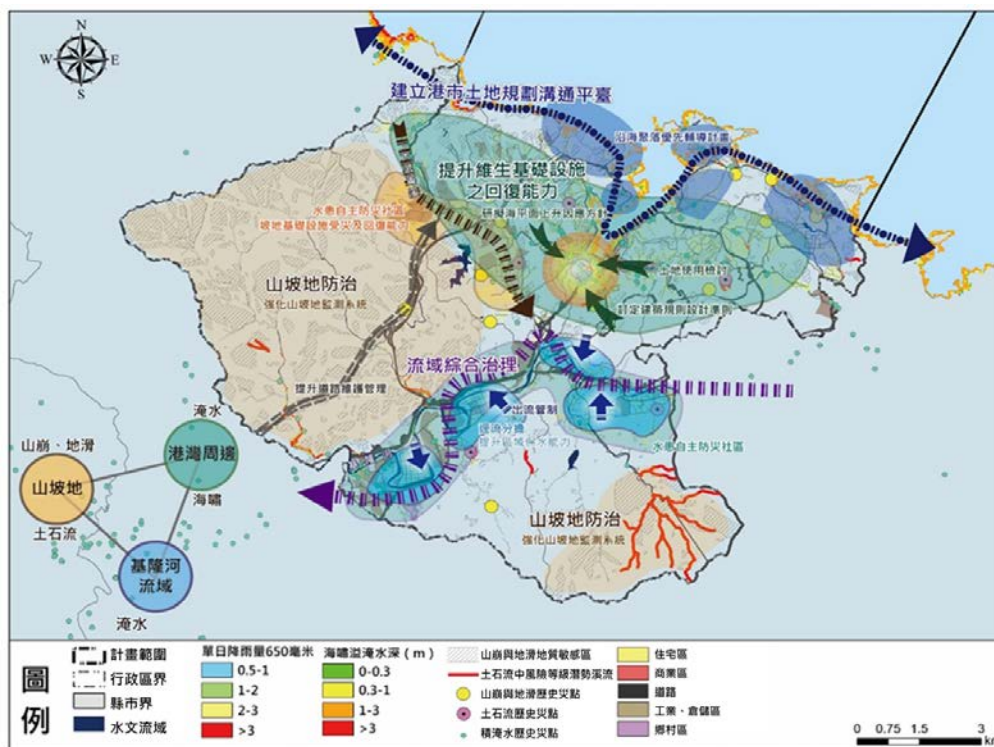 N
W E
S
建立港市土地規劃溝通平臺
沿海聚落優先輔導計畫
提升維生基礎設施
之回復能力
研擬海平面上升因應方針
水患自主防災社區
坡地基礎設施受災及回復能力
土地使用檢討
訂定建築規則設計準則
山坡地防治
強化山坡地監測系統
流域綜合治理
提升道路維護管理
出流管制
逕流分擔
提升區域保水能力
水患自主防災社區
淹水
山崩、地滑
港灣周邊
山坡地
海嘯
土石流
基隆河
流域
淹水
山坡地防治
強化山坡地監測系統
圖例
計畫範圍
行政區界
縣市界
水文流域
單日降雨量650毫米
0.5-1
1-2
2-3
>3
海嘯溢淹水深(m)
0-0.3
0.3-1
1-3
>3
山崩與地滑地質敏感區
土石流中風險等級潛勢溪流
山崩與地滑歷史災點
土石流歷史災點
積淹水歷史災點
住宅區
商業區
道路
工業、倉儲區
鄉村區
0 0.75 1.5 3
km